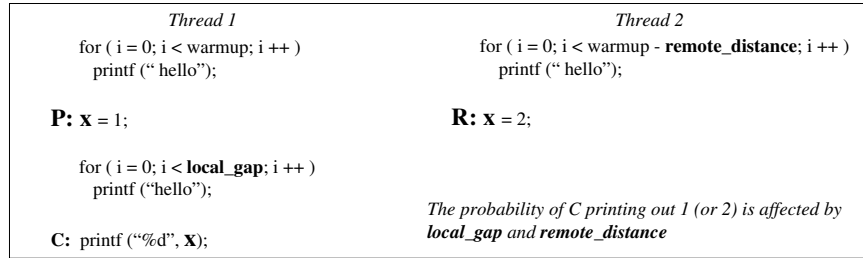 Thread 1
for ( i = 0; i < warmup; i ++ )
printf (“ hello”);
P: x = 1;
for ( i = 0; i < local_gap; i ++ )
printf (“hello”);
C: printf (“%d”, x);
Thread 2
for ( i = 0; i < warmup - remote_distance; i ++ )
printf (“ hello”);
R: x = 2;
The probability of C printing out 1 (or 2) is affected by
local_gap and remote_distance